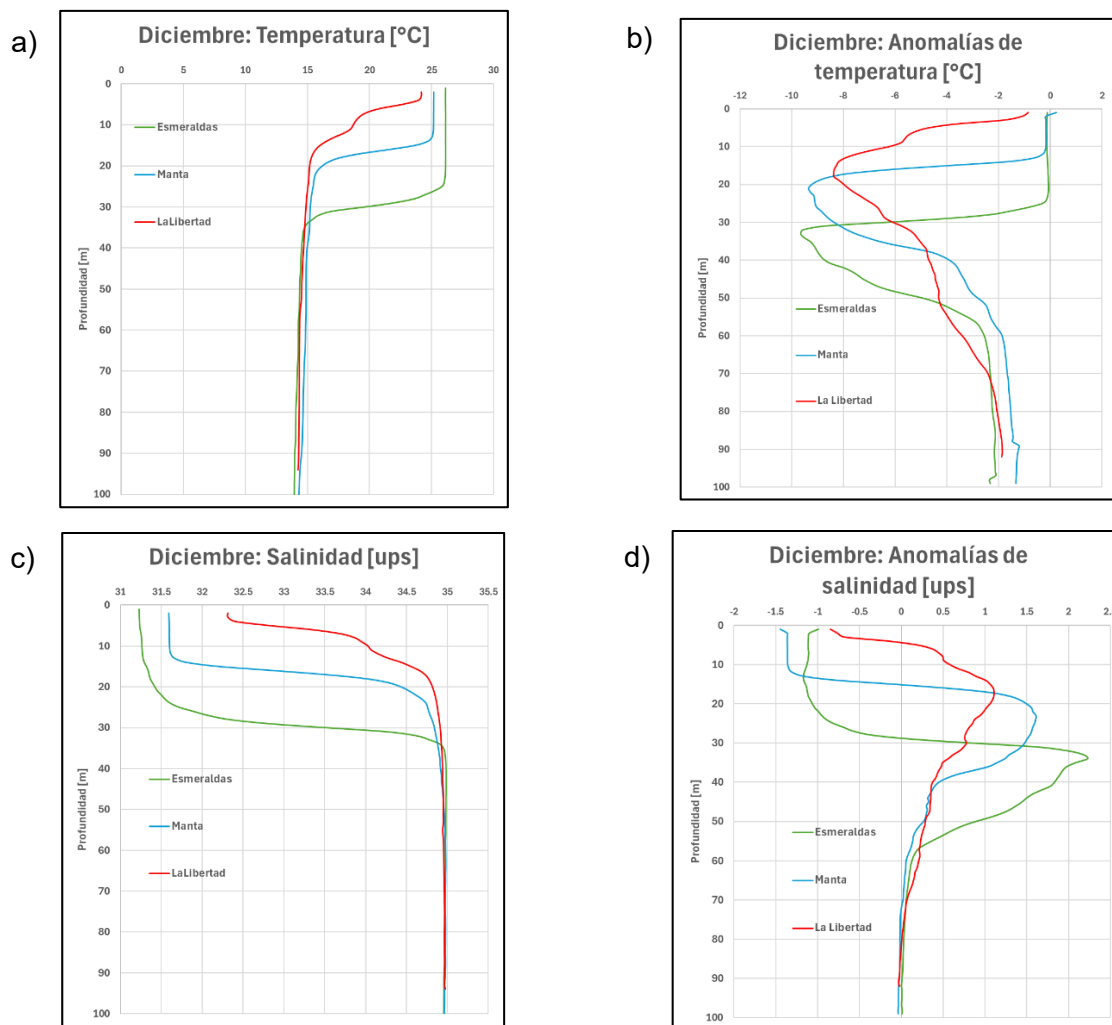 a)
Diciembre: Temperatura [°C]
0 5 10 15 20 25 30
0
10
20
30
40
50
60
70
80
90
100
Profundidad [m]
Esmeraldas
Manta
LaLibertad
b)
Diciembre: Anomalías de
temperatura [°C]
-12 -10 -8 -6 -4 -2 0 2
0
10
20
30
40
50
60
70
80
90
100
Profundidad [m]
Esmeraldas
Manta
La Libertad
c)
Diciembre: Salinidad [ups]
31 31.5 32 32.5 33 33.5 34 34.5 35 35.5
0
10
20
30
40
50
60
70
80
90
100
Profundidad [m]
Esmeraldas
Manta
LaLibertad
d)
Diciembre: Anomalías de
salinidad [ups]
-2 -1.5 -1 -0.5 0 0.5 1 1.5 2 2.
0
10
20
30
40
50
60
70
80
90
100
Profundidad [m]
Esmeraldas
Manta
La Libertad